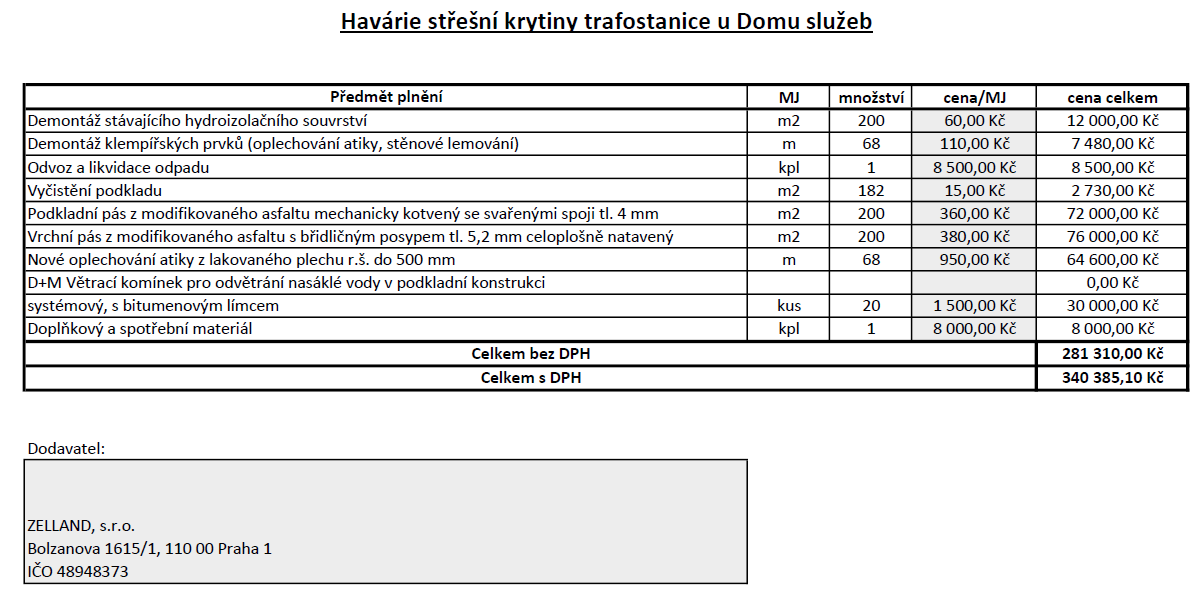 Havárie střešní krytiny trafostanice u Domu služeb
Předmět plnění MJ množství cena/MJ cena celkem
Demontáž stávajícího hydroizolačního souvrství m2 200 60,00 Kč 12 000,00 Kč
Demontáž klempířských prvků (oplechování atiky, stěnové lemování) m 68 110,00 Kč 7 480,00 Kč
Odvoz a likvidace odpadu kpl 1 8 500,00 Kč 8 500,00 Kč
Vyčistění podkladu m2 182 15,00 Kč 2 730,00 Kč
Podkladní pás z modifikovaného asfaltu mechanicky kotvený se svařenými spoji tl. 4 mm m2 200 360,00 Kč 72 000,00 Kč
Vrchní pás z modifikovaného asfaltu s břidličným posypem tl. 5,2 mm celoplošně natavený m2 200 380,00 Kč 76 000,00 Kč
Nové oplechování atiky z lakovaného plechu r.š. do 500 mm m 68 950,00 Kč 64 600,00 Kč
D+M Větrací komínek pro odvětrání nasáklé vody v podkladní konstrukci 0,00 Kč
systémový, s bitumenovým límcem kus 20 1 500,00 Kč 30 000,00 Kč
Doplňkový a spotřební materiál kpl 1 8 000,00 Kč 8 000,00 Kč
Celkem bez DPH 281 310,00 Kč
Celkem s DPH 340 385,10 Kč
Dodavatel:
ZELLAND, s.r.o.
Bolzanova 1615/1, 110 00 Praha 1
IČO 48948373